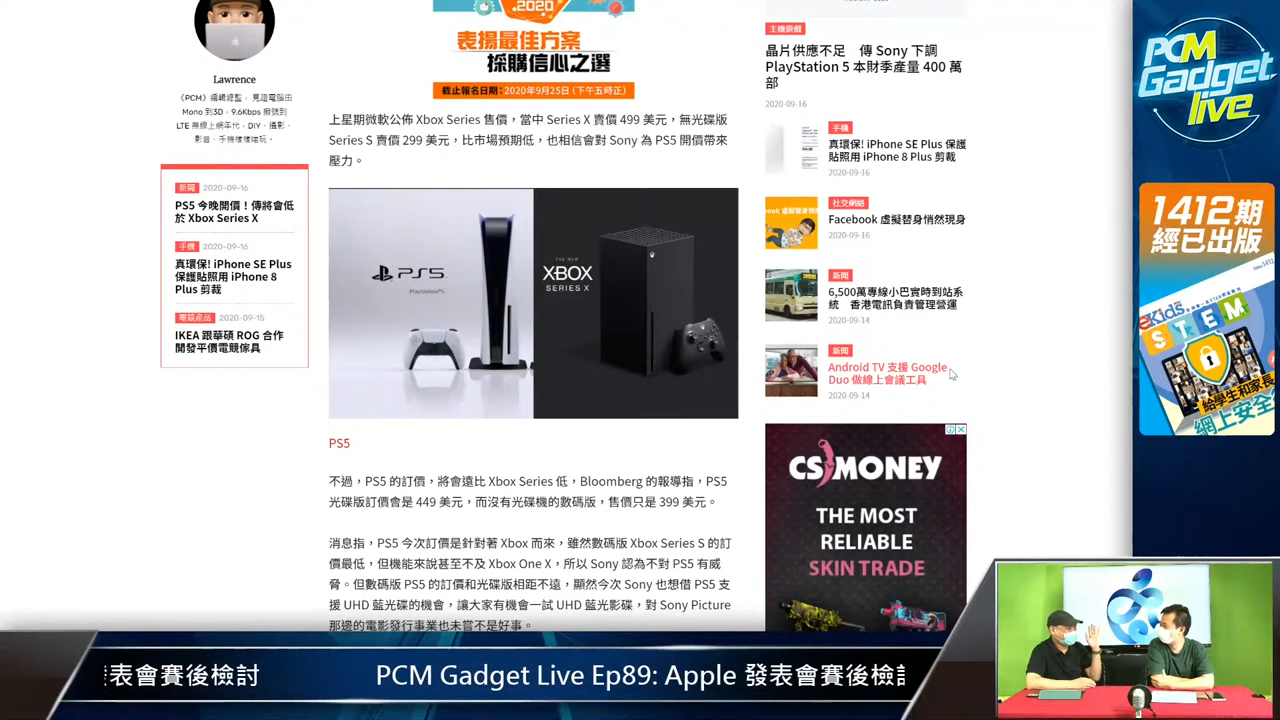 Lawrence
《PCM》編輯總監，見證電腦由
Mono 到3D，9.6Kbps 撥號到
LTE 無線上網年代，DIY、攝影、
影音、手機樣樣啱玩。
新聞 2020-09-16
PS5 今晚開價！傳將會低
於 Xbox Series X
手機 2020-09-16
真環保! iPhone SE Plus
保護貼照用 iPhone 8
Plus 剪裁
電競產品 2020-09-15
IKEA 跟華碩 ROG 合作
開發平價電競傢俬
2020
表揚最佳方案
採購信心之選
截止報名日期：2020年9月25日 (下午五時正)
上星期微軟公佈 Xbox Series 售價，當中 Series X 賣價 499 美元，無光碟版
Series S 賣價 299 美元，比市場預期低，也相信會對 Sony 為 PS5 開價帶來
壓力。
PS5
PlayStation®5
THE NEW
XBOX
SERIES X
PS5
不過，PS5 的訂價，將會遠比 Xbox Series 低，Bloomberg 的報導指，PS5
光碟版訂價會是 449 美元，而沒有光碟機的數碼版，售價只是 399 美元。
消息指，PS5 今次訂價是針對著 Xbox 而來，雖然數碼版 Xbox Series S 的訂
價最低，但機能來說甚至不及 Xbox One X，所以 Sony 認為不對 PS5 有威
脅。但數碼版 PS5 的訂價和光碟版相距不遠，顯然今次 Sony 也想借 PS5 支
援 UHD 藍光碟的機會，讓大家有機會一試 UHD 藍光影碟，對 Sony Picture
那邊的電影發行事業也未嘗不是好事。
主機遊戲
晶片供應不足　傳 Sony 下調
PlayStation 5 本財季產量 400 萬
部
2020-09-16
手機
真環保! iPhone SE Plus 保護
貼照用 iPhone 8 Plus 剪裁
2020-09-16
社交網絡
Facebook 虛擬替身悄然現身
2020-09-16
新聞
6,500萬專線小巴實時到站系
統　香港電訊負責管理營運
2020-09-14
新聞
Android TV 支援 Google
Duo 做線上會議工具
2020-09-14
CS MONEY
THE MOST
RELIABLE
SKIN TRADE
PCM
Gadget
live
1412期
經已出版
eKids
STEM
給學生和家長
網上安全
發表會賽後檢討
PCM Gadget Live Ep89: Apple 發表會賽後檢討